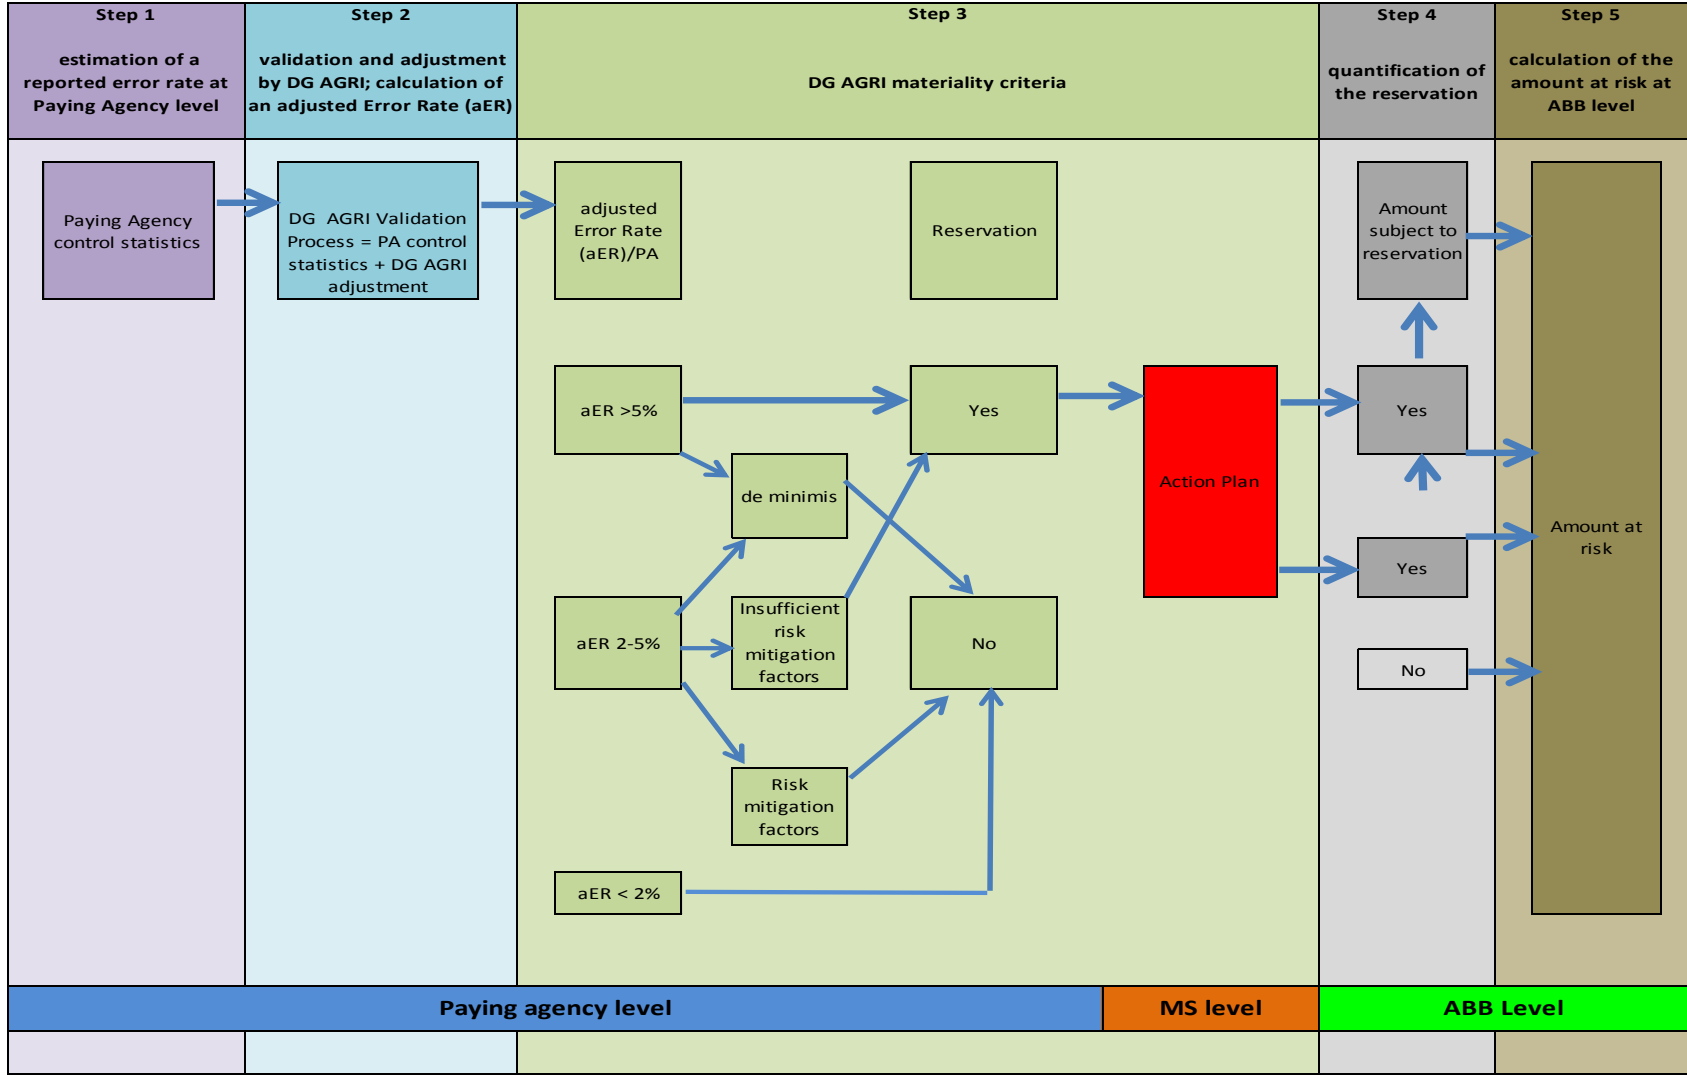 Step 1
estimation of a
reported error rate at
Paying Agency level
Step 2
validation and adjustment
by DG AGRI; calculation of
an adjusted Error Rate (aER)
Step 3
DG AGRI materiality criteria
Step 4
quantification of
the reservation
Step 5
calculation of the
amount at risk at
ABB level
Paying Agency
control statistics
DG AGRI Validation
Process = PA control
statistics + DG AGRI
adjustment
adjusted
Error Rate
(aER)/PA
Reservation
Amount
subject to
reservation
aER >5%
Yes
Action Plan
Yes
de minimis
Amount at
risk
Yes
aER 2-5%
Insufficient
risk
mitigation
factors
No
No
Risk
mitigation
factors
aER < 2%
Paying agency level
MS level
ABB Level